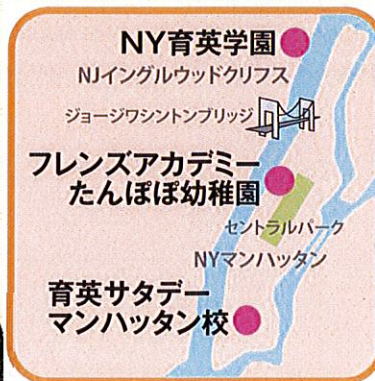 NY育英学園
NJイングルウッドクリフス
ジョージワシントンブリッジ
フレンズアカデミー
たんぽぽ幼稚園
セントラルパーク
NYマンハッタン
育英サタデー
マンハッタン校